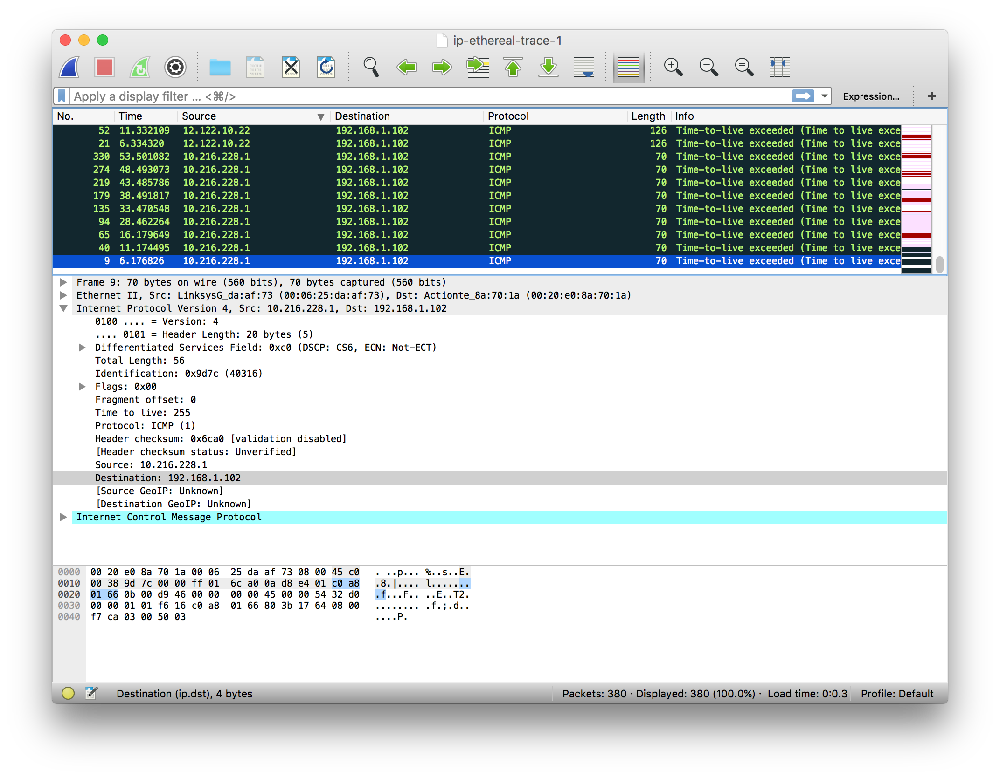 ip-ethereal-trace-1
Apply a display filter ... <⌘/>
Expression...
+
No. Time Source Destination Protocol Length Info
52 11.332109 12.122.10.22 192.168.1.102 ICMP 126 Time-to-live exceeded (Time to live exce
21 6.334320 12.122.10.22 192.168.1.102 ICMP 126 Time-to-live exceeded (Time to live exce
330 53.501082 10.216.228.1 192.168.1.102 ICMP 70 Time-to-live exceeded (Time to live exce
274 48.493073 10.216.228.1 192.168.1.102 ICMP 70 Time-to-live exceeded (Time to live exce
219 43.485786 10.216.228.1 192.168.1.102 ICMP 70 Time-to-live exceeded (Time to live exce
179 38.491817 10.216.228.1 192.168.1.102 ICMP 70 Time-to-live exceeded (Time to live exce
135 33.470548 10.216.228.1 192.168.1.102 ICMP 70 Time-to-live exceeded (Time to live exce
94 28.462264 10.216.228.1 192.168.1.102 ICMP 70 Time-to-live exceeded (Time to live exce
65 16.179649 10.216.228.1 192.168.1.102 ICMP 70 Time-to-live exceeded (Time to live exce
40 11.174495 10.216.228.1 192.168.1.102 ICMP 70 Time-to-live exceeded (Time to live exce
9 6.176826 10.216.228.1 192.168.1.102 ICMP 70 Time-to-live exceeded (Time to live exce
Frame 9: 70 bytes on wire (560 bits), 70 bytes captured (560 bits)
Ethernet II, Src: LinksysG_da:af:73 (00:06:25:da:af:73), Dst: Actionte_8a:70:1a (00:20:e0:8a:70:1a)
Internet Protocol Version 4, Src: 10.216.228.1, Dst: 192.168.1.102
0100 .... = Version: 4
.... 0101 = Header Length: 20 bytes (5)
Differentiated Services Field: 0xc0 (DSCP: CS6, ECN: Not-ECT)
Total Length: 56
Identification: 0x9d7c (40316)
Flags: 0x00
Fragment offset: 0
Time to live: 255
Protocol: ICMP (1)
Header checksum: 0x6ca0 [validation disabled]
[Header checksum status: Unverified]
Source: 10.216.228.1
Destination: 192.168.1.102
[Source GeoIP: Unknown]
[Destination GeoIP: Unknown]
Internet Control Message Protocol
0000 00 20 e0 8a 70 1a 00 06 25 da af 73 08 00 45 c0 . ..p... %..s..E.
0010 00 38 9d 7c 00 00 ff 01 6c a0 0a d8 e4 01 c0 a8 .8.|.... l.......
0020 01 66 0b 00 d9 46 00 00 00 00 45 00 00 54 32 d0 .f...F.. ..E..T2.
0030 00 00 01 01 f6 16 c0 a8 01 66 80 3b 17 64 08 00 ........ .f.;.d..
0040 f7 ca 03 00 50 03 ....P.
Destination (ip.dst), 4 bytes
Packets: 380 · Displayed: 380 (100.0%) · Load time: 0:0.3
Profile: Default